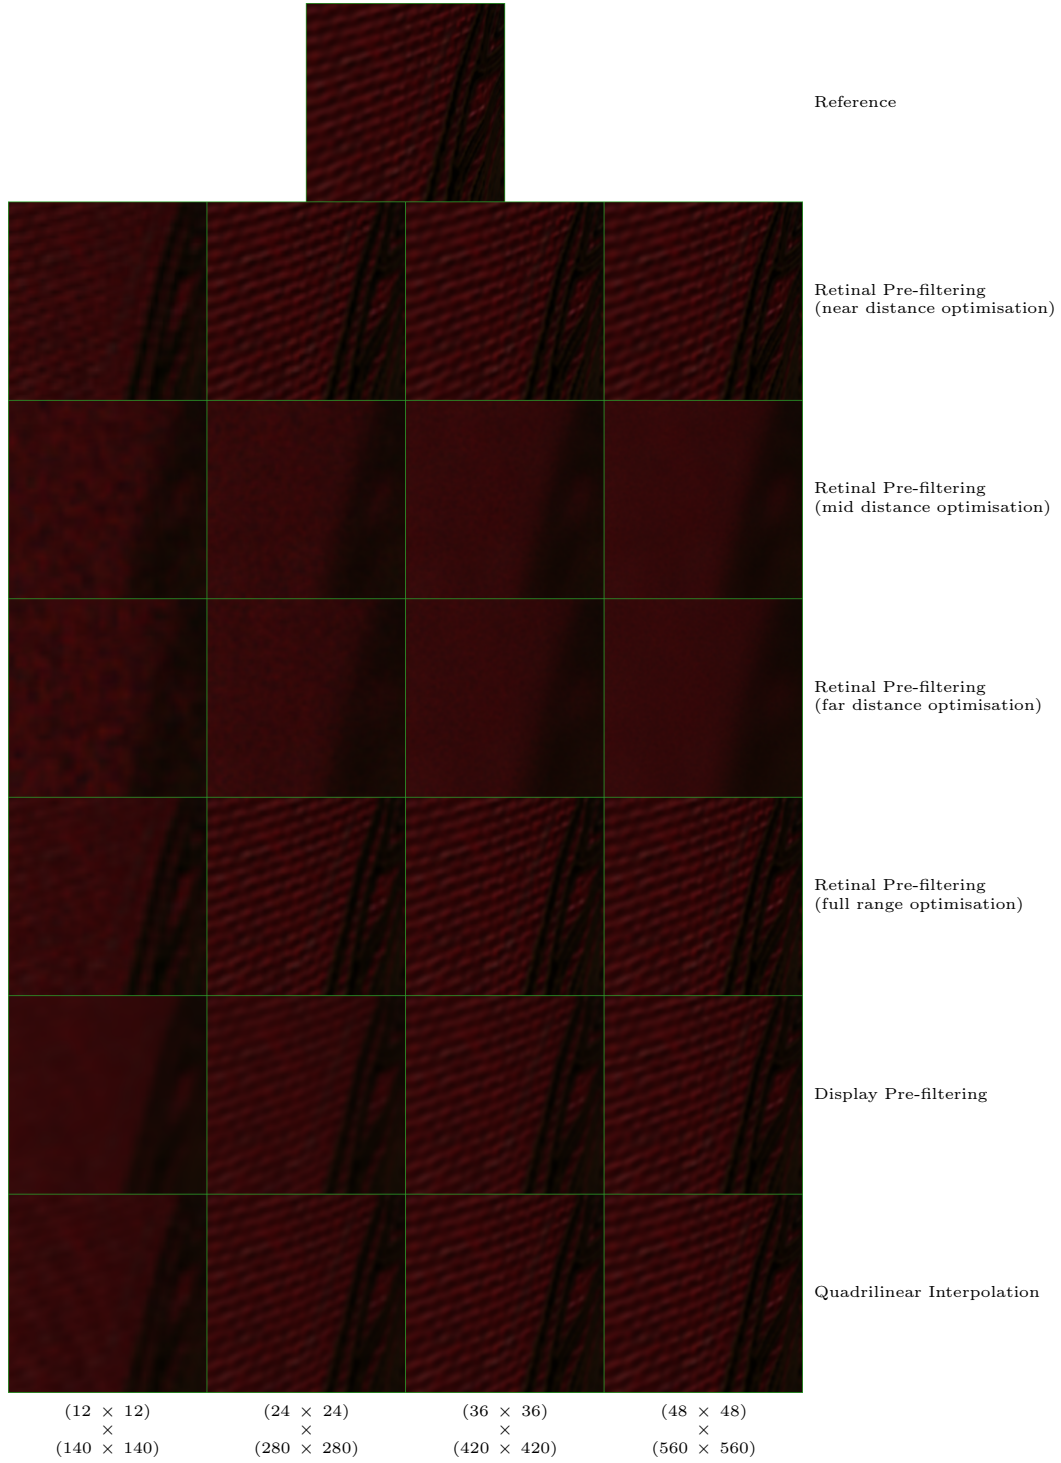 Reference
Retinal Pre-filtering
(near distance optimisation)
Retinal Pre-filtering
(mid distance optimisation)
Retinal Pre-filtering
(far distance optimisation)
Retinal Pre-filtering
(full range optimisation)
Display Pre-filtering
Quadrilinear Interpolation
(12 × 12)
×
(140 × 140)
(24 × 24)
×
(280 × 280)
(36 × 36)
×
(420 × 420)
(48 × 48)
×
(560 × 560)